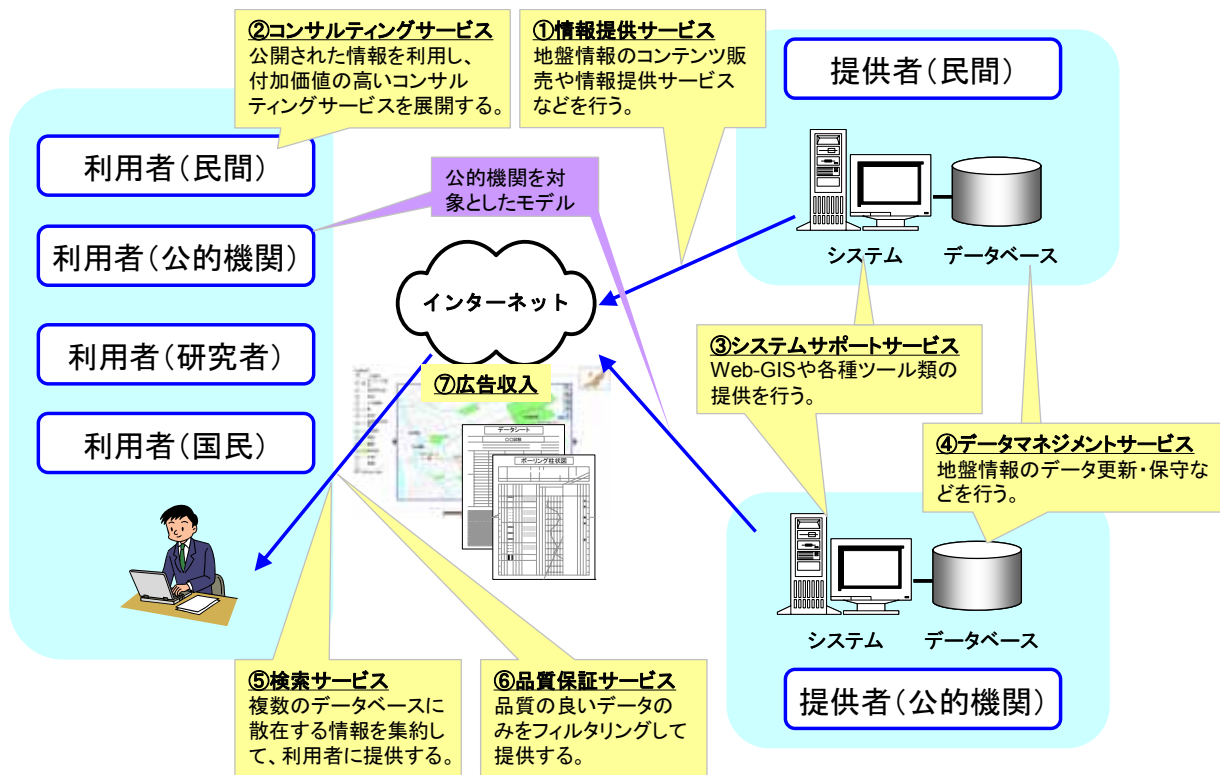 ②コンサルティングサービス
公開された情報を利用し、
付加価値の高いコンサル
ティングサービスを展開する。
①情報提供サービス
地盤情報のコンテンツ販
売や情報提供サービス
などを行う。
提供者(民間)
利用者(民間)
利用者(公的機関)
利用者(研究者)
利用者(国民)
公的機関を対
象としたモデル
インターネット
システム
データベース
③システムサポートサービス
Web-GISや各種ツール類の
提供を行う。
⑦広告収入
データシート
ボーリング柱状図
④データマネジメントサービス
地盤情報のデータ更新・保守な
どを行う。
システム
データベース
提供者(公的機関)
⑤検索サービス
複数のデータベースに
散在する情報を集約し
て、利用者に提供する。
⑥品質保証サービス
品質の良いデータの
みをフィルタリングして
提供する。